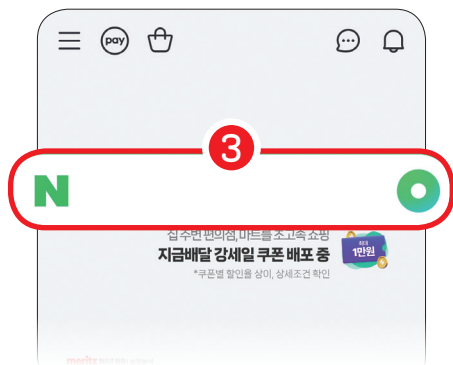 pay
3
N
집 주변 편의점, 마트를 초고속 쇼핑
지금배달 강세일 쿠폰 배포 중
*쿠폰별 할인율 상이, 상세조건 확인
최대
1만원
meritz